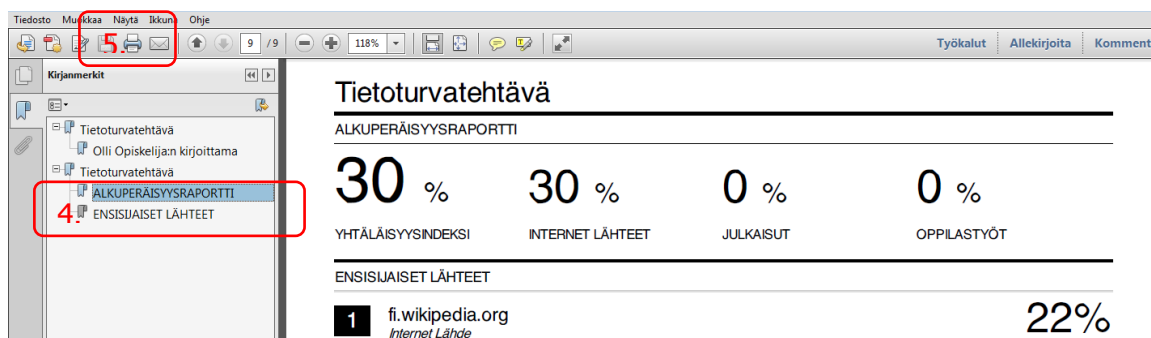 Tiedosto Muokkaa Näytä Ikkuna Ohje
5.
9 / 9 118% Työkalut Allekirjoita Komment
Kirjanmerkit
Tietoturvatehtävä
Olli Opiskelija:n kirjoittama
Tietoturvatehtävä
ALKUPERÄISYYSRAPORTTI
4. ENSISIJAISET LÄHTEET
Tietoturvatehtävä
ALKUPERÄISYYSRAPORTTI
30 % 30 % 0 % 0 %
YHTÄLÄISYYSINDEKSI INTERNET LÄHTEET JULKAISUT OPPILASTYÖT
ENSISIJAISET LÄHTEET
1 fi.wikipedia.org 22%
Internet Lähde